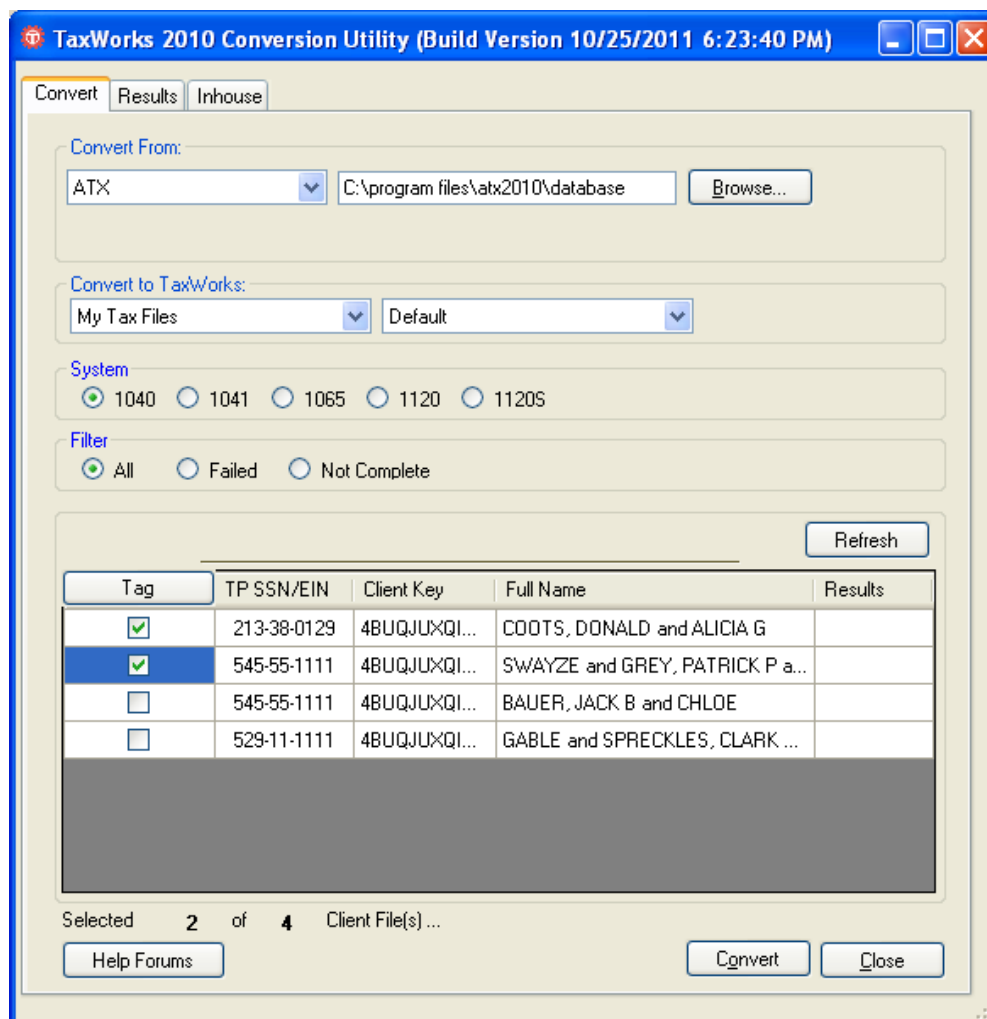 TaxWorks 2010 Conversion Utility (Build Version 10/25/2011 6:23:40 PM)
Convert Results Inhouse
Convert From:
ATX C:\program files\atx2010\database Browse...
Convert to TaxWorks:
My Tax Files Default
System
1040 1041 1065 1120 1120S
Filter
All Failed Not Complete
Refresh
Tag TP SSN/EIN Client Key Full Name Results
213-38-0129 4BUQJUXQI... COOTS, DONALD and ALICIA G
545-55-1111 4BUQJUXQI... SWAYZE and GREY, PATRICK P a...
545-55-1111 4BUQJUXQI... BAUER, JACK B and CHLOE
529-11-1111 4BUQJUXQI... GABLE and SPRECKLES, CLARK ...
Selected 2 of 4 Client File(s) ...
Help Forums Convert Close